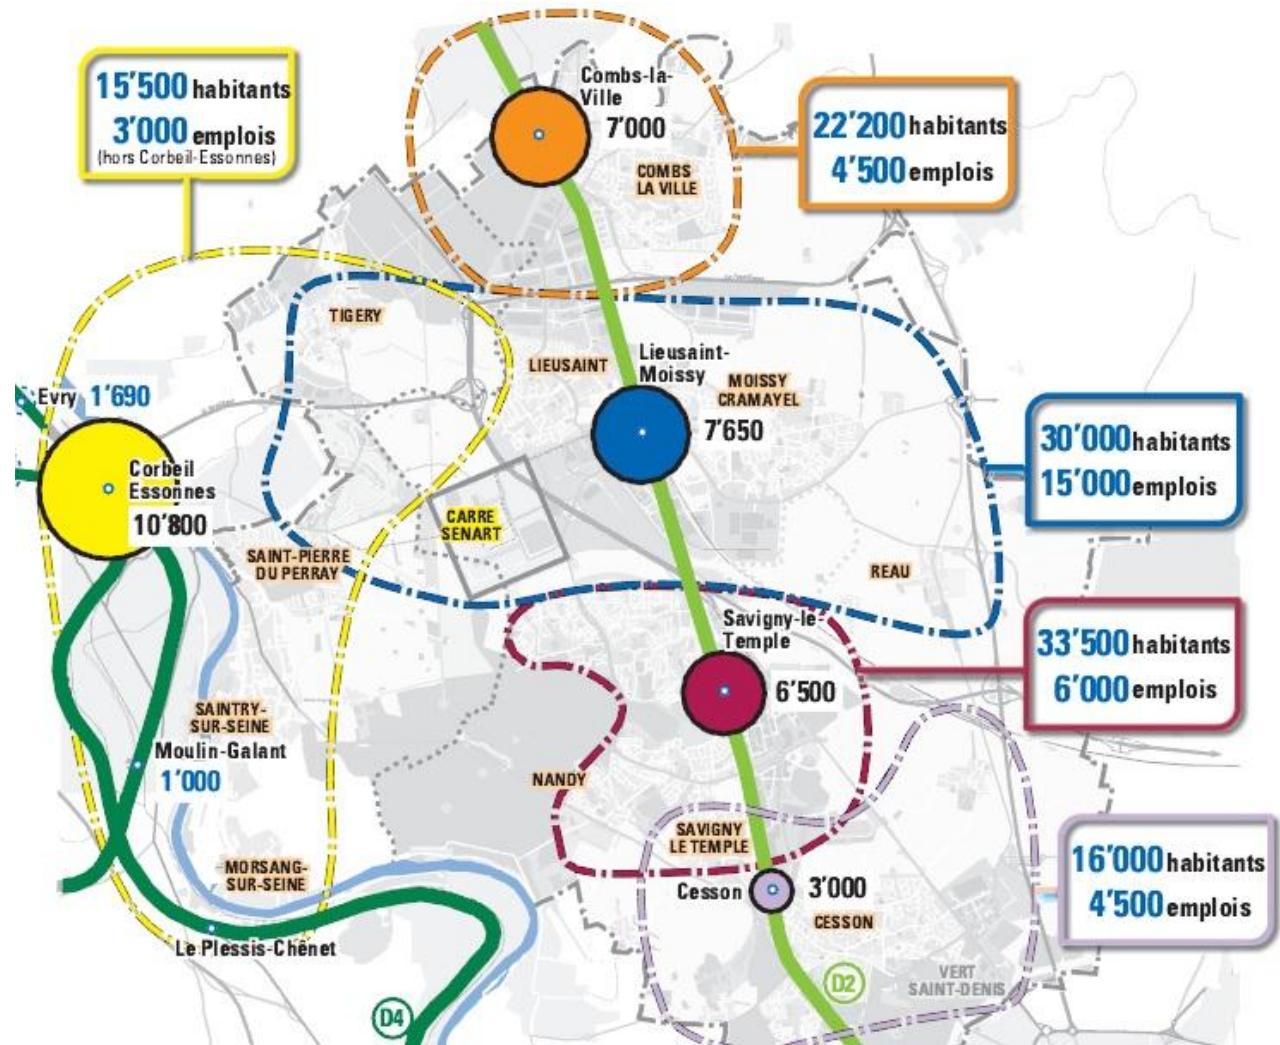 15’500 habitants
3’000 emplois
(hors Corbeil-Essonnes)
Combs-la-
Ville
7’000
COMBS
LA VILLE
22’200 habitants
4’500 emplois
TIGERY
LIEUSAINT
Lieusaint-
Moissy
7’650
MOISSY
CRAMAYEL
Evry 1’690
Corbeil
Essonnes
10’800
30’000 habitants
15’000 emplois
CARRE
SENART
SAINT-PIERRE
DU PERRAY
REAU
Savigny-le-
Temple
6’500
33’500 habitants
6’000 emplois
SAINTRY-
SUR-SEINE
Moulin-Galant
1’000
NANDY
SAVIGNY
LE TEMPLE
MORSANG-
SUR-SEINE
Cesson
3’000
CESSON
16’000 habitants
4’500 emplois
Le Plessis-Chênet
VERT
SAINT-DENIS
D2
D4